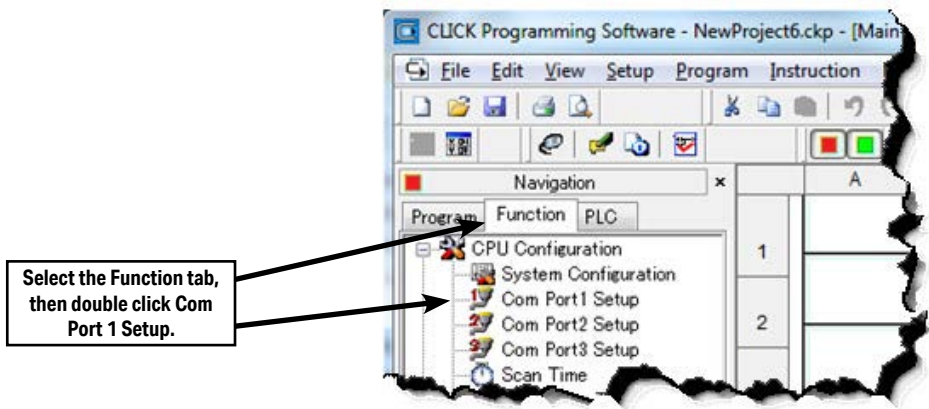 CLICK Programming Software - NewProject6.ckp - [Main
File Edit View Setup Program Instruction
Navigation
A
Program Function PLC
CPU Configuration
1
System Configuration
Com Port1 Setup
Com Port2 Setup
2
Com Port3 Setup
Scan Time
Select the Function tab,
then double click Com
Port 1 Setup.